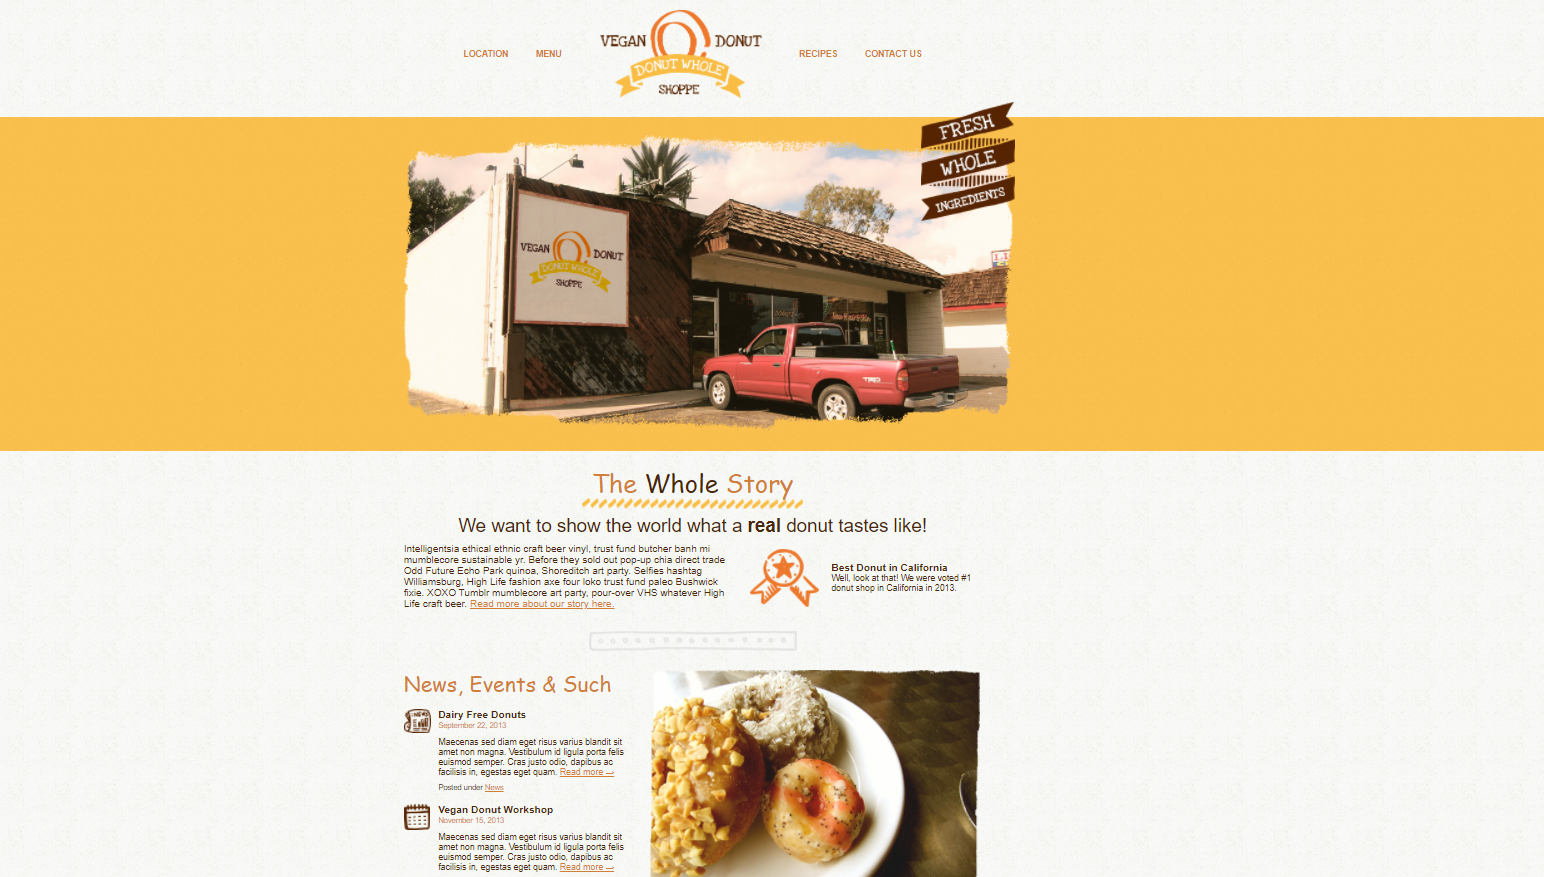 LOCATION
MENU
VEGAN DONUT
DONUT WHOLE
SHOPPE
RECIPES
CONTACT US
FRESH
WHOLE
INGREDIENTS
VEGAN DONUT
DONUT WHOLE
SHOPPE
TRD
The Whole Story
We want to show the world what a real donut tastes like!
Intelligentsia ethical ethnic craft beer vinyl, trust fund butcher banh mi
mumblecore sustainable yr. Before they sold out pop-up chia direct trade
Odd Future Echo Park quinoa, Shoreditch art party. Selfies hashtag
Williamsburg, High Life fashion axe four loko trust fund paleo Bushwick
fixie. XOXO Tumblr mumblecore art party, pour-over VHS whatever High
Life craft beer. Read more about our story here.
Best Donut in California
Well, look at that! We were voted #1
donut shop in California in 2013.
News, Events & Such
NEWS
Dairy Free Donuts
September 22, 2013
Maecenas sed diam eget risus varius blandit sit
amet non magna. Vestibulum id ligula porta felis
euismod semper. Cras justo odio, dapibus ac
facilisis in, egestas eget quam. Read more →
Posted under News
Vegan Donut Workshop
November 15, 2013
Maecenas sed diam eget risus varius blandit sit
amet non magna. Vestibulum id ligula porta felis
euismod semper. Cras justo odio, dapibus ac
facilisis in, egestas eget quam. Read more →